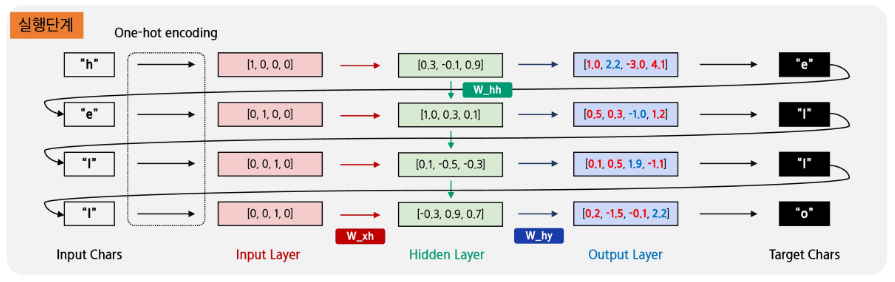 실행단계
One-hot encoding
"h" [1, 0, 0, 0] [0.3, -0.1, 0.9] [1.0, 2.2, -3.0, 4.1] "e"
W_hh
"e" [0, 1, 0, 0] [1.0, 0.3, 0.1] [0.5, 0.3, -1.0, 1.2] "l"
"l" [0, 0, 1, 0] [0.1, -0.5, -0.3] [0.1, 0.5, 1.9, -1.1] "l"
"l" [0, 0, 1, 0] [-0.3, 0.9, 0.7] [0.2, -1.5, -0.1, 2.2] "o"
W_xh W_hy
Input Chars Input Layer Hidden Layer Output Layer Target Chars